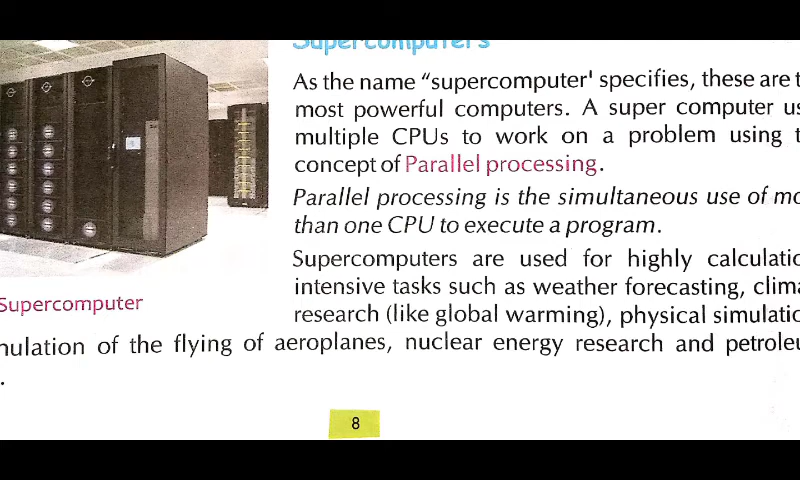 Supercomputers
As the name "supercomputer' specifies, these are t
most powerful computers. A super computer us
multiple CPUs to work on a problem using t
concept of Parallel processing.
Parallel processing is the simultaneous use of mo
than one CPU to execute a program.
Supercomputers are used for highly calculatio
intensive tasks such as weather forecasting, clima
Supercomputer
research (like global warming), physical simulatio
nulation of the flying of aeroplanes, nuclear energy research and petroleu
.
8